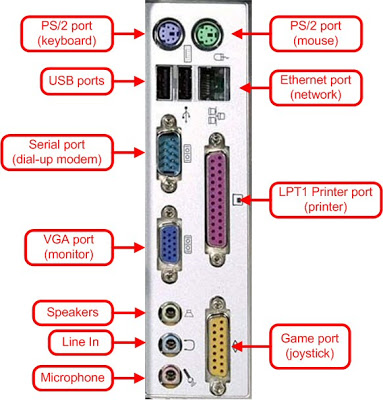 PS/2 port
(keyboard)
PS/2 port
(mouse)
USB ports
Ethernet port
(network)
Serial port
(dial-up modem)
LPT1 Printer port
(printer)
VGA port
(monitor)
Speakers
Line In
Game port
(joystick)
Microphone